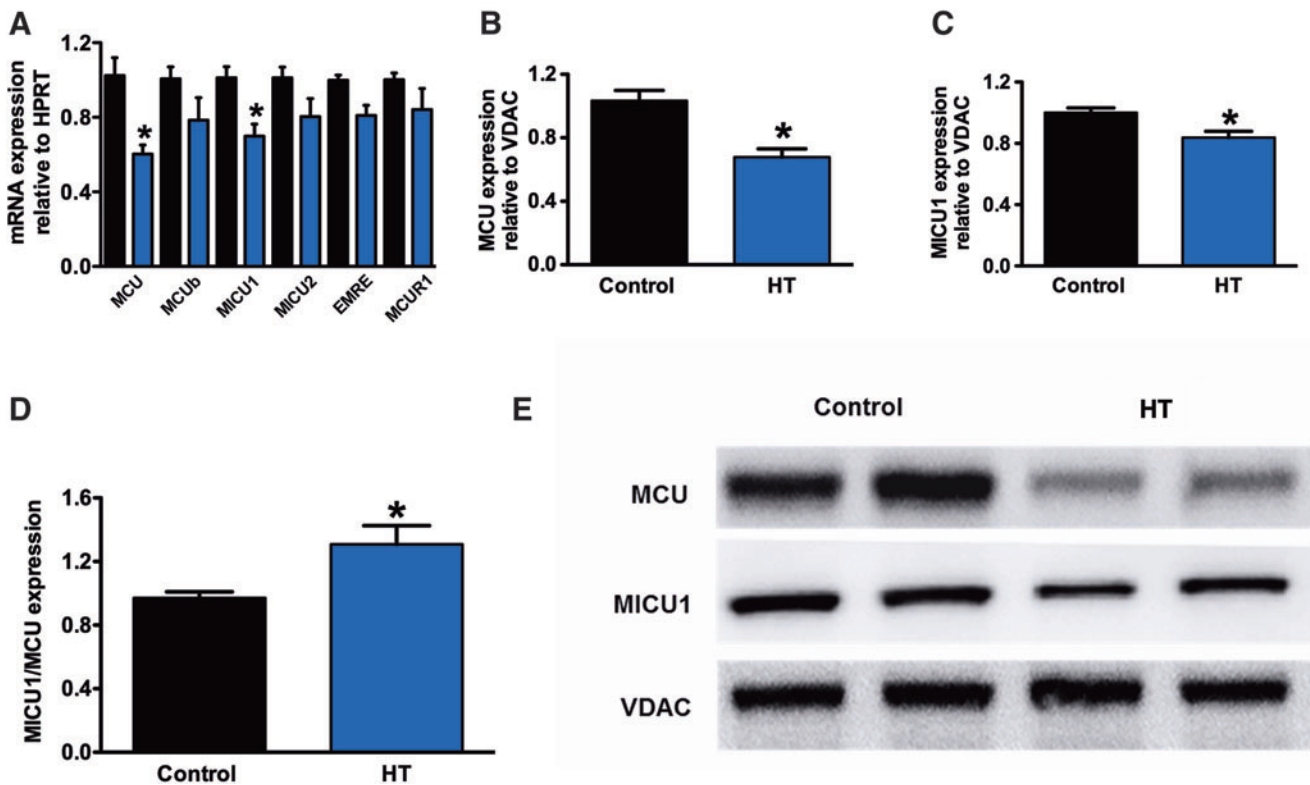 A
mRNA expression
relative to HPRT
1.2
0.8
0.4
0.0
*
*
MCU
MCUb
MICU1
MICU2
EMRE
MCUR1
B
MCU expression
relative to VDAC
1.2
0.8
0.4
0.0
*
Control
HT
C
MICU1 expression
relative to VDAC
1.2
0.8
0.4
0.0
*
Control
HT
D
MICU1/MCU expression
1.6
1.2
0.8
0.4
0.0
*
Control
HT
E
Control
HT
MCU
MICU1
VDAC